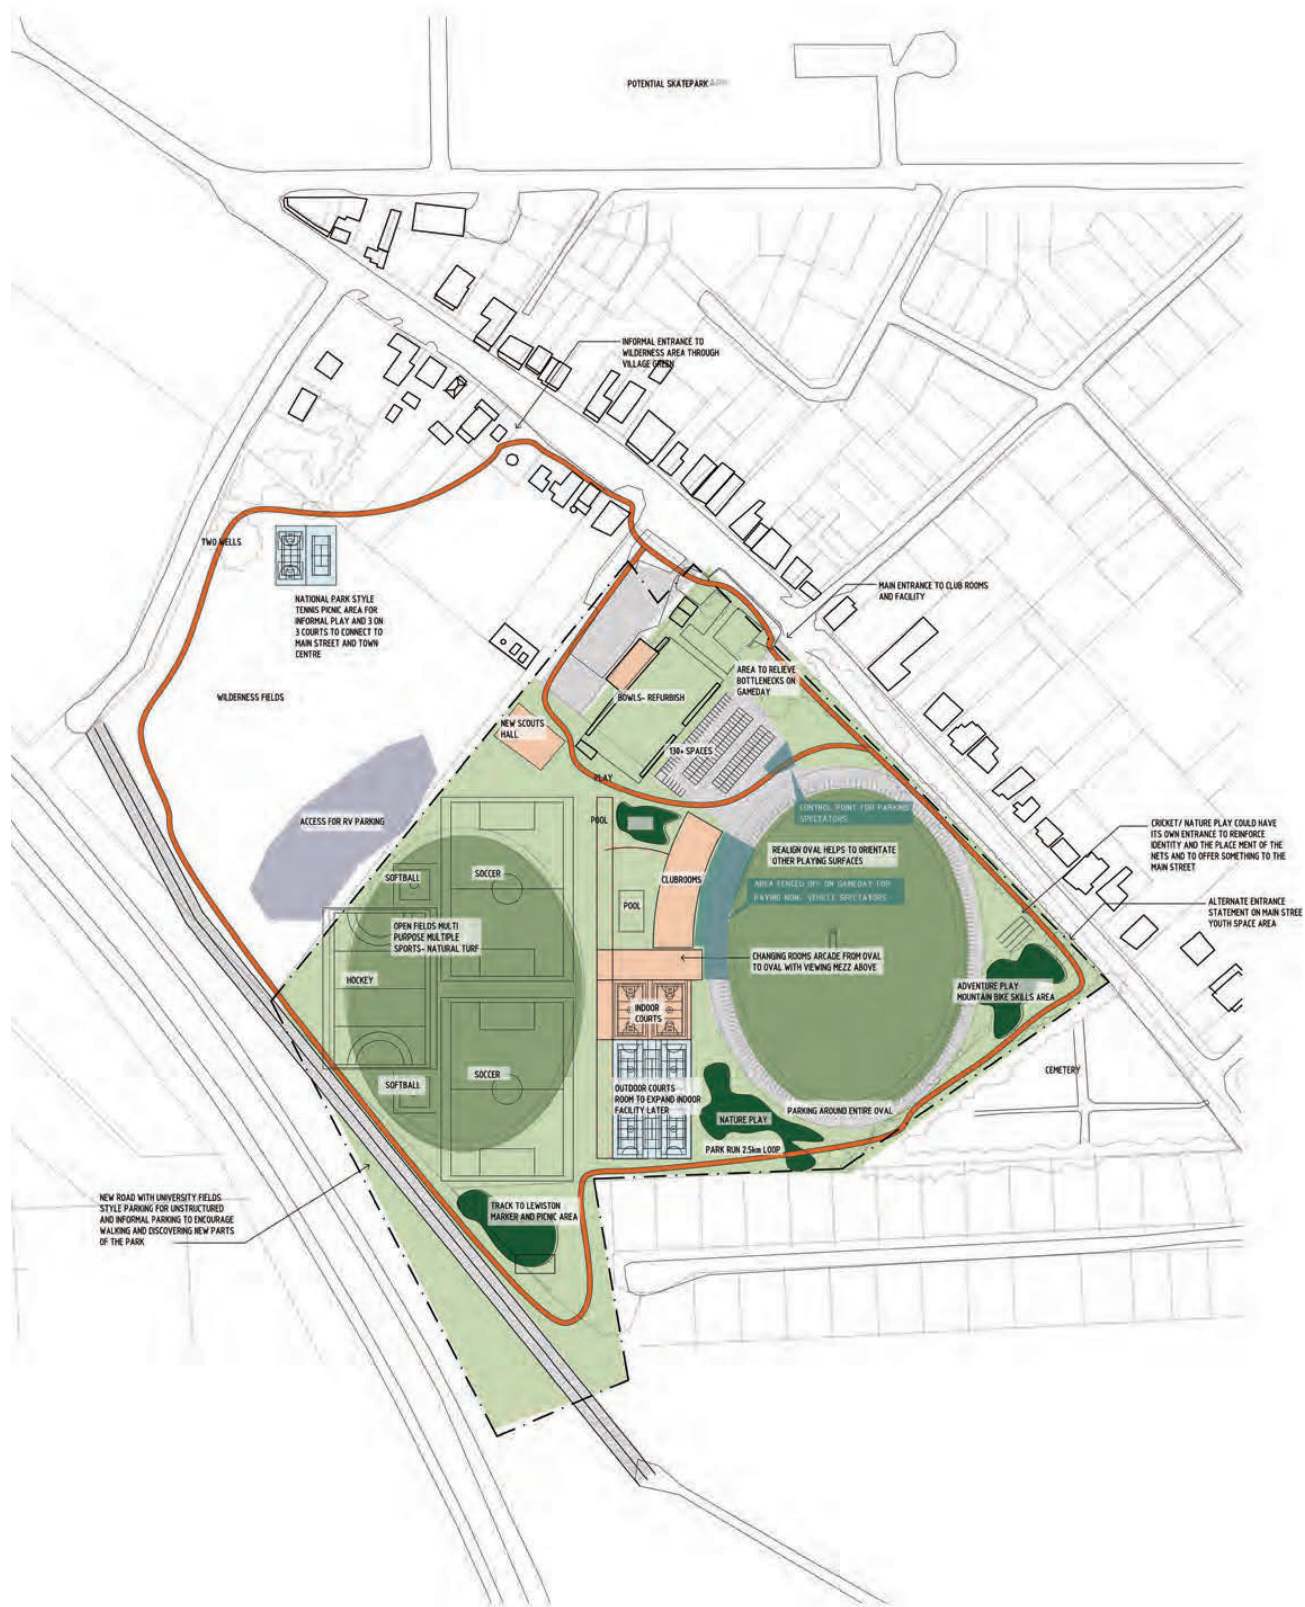 POTENTIAL SKATEPARK
INFORMAL ENTRANCE TO
WILDERNESS AREA THROUGH
VILLAGE GREEN
TWO WELLS
NATIONAL PARK STYLE
TENNIS PICNIC AREA FOR
INFORMAL PLAY AND 3 ON
3 COURTS TO CONNECT TO
MAIN STREET AND TOWN
CENTRE
MAIN ENTRANCE TO CLUB ROOMS
AND FACILITY
WILDERNESS FIELDS
AREA TO RELIEVE
BOTTLENECKS ON
GAMEDAY
BOWLS- REFURBISH
NEW SCOUTS
HALL
130+ SPACES
PLAY
CONTROL POINT FOR PARKING
SPECTATORS
ACCESS FOR RV PARKING
POOL
CRICKET/ NATURE PLAY COULD HAVE
ITS OWN ENTRANCE TO REINFORCE
IDENTITY AND THE PLACE MENT OF THE
NETS AND TO OFFER SOMETHING TO THE
MAIN STREET
REALIGN OVAL HELPS TO ORIENTATE
OTHER PLAYING SURFACES
SOFTBALL
SOCCER
CLUBROOMS
AREA FENCED OFF ON GAMEDAY FOR
PAYING NON- VEHICLE SPECTATORS
POOL
ALTERNATE ENTRANCE
STATEMENT ON MAIN STREE
YOUTH SPACE AREA
OPEN FIELDS MULTI
PURPOSE MULTIPLE
SPORTS- NATURAL TURF
CHANGING ROOMS ARCADE FROM OVAL
TO OVAL WITH VIEWING MEZZ ABOVE
HOCKEY
ADVENTURE PLAY
MOUNTAIN BIKE SKILLS AREA
INDOOR
COURTS
CEMETERY
SOFTBALL
SOCCER
OUTDOOR COURTS
ROOM TO EXPAND INDOOR
FACILITY LATER
PARKING AROUND ENTIRE OVAL
NATURE PLAY
PARK RUN 2.5km LOOP
NEW ROAD WITH UNIVERSITY FIELDS
STYLE PARKING FOR UNSTRUCTURED
AND INFORMAL PARKING TO ENCOURAGE
WALKING AND DISCOVERING NEW PARTS
OF THE PARK
TRACK TO LEWISTON
MARKER AND PICNIC AREA